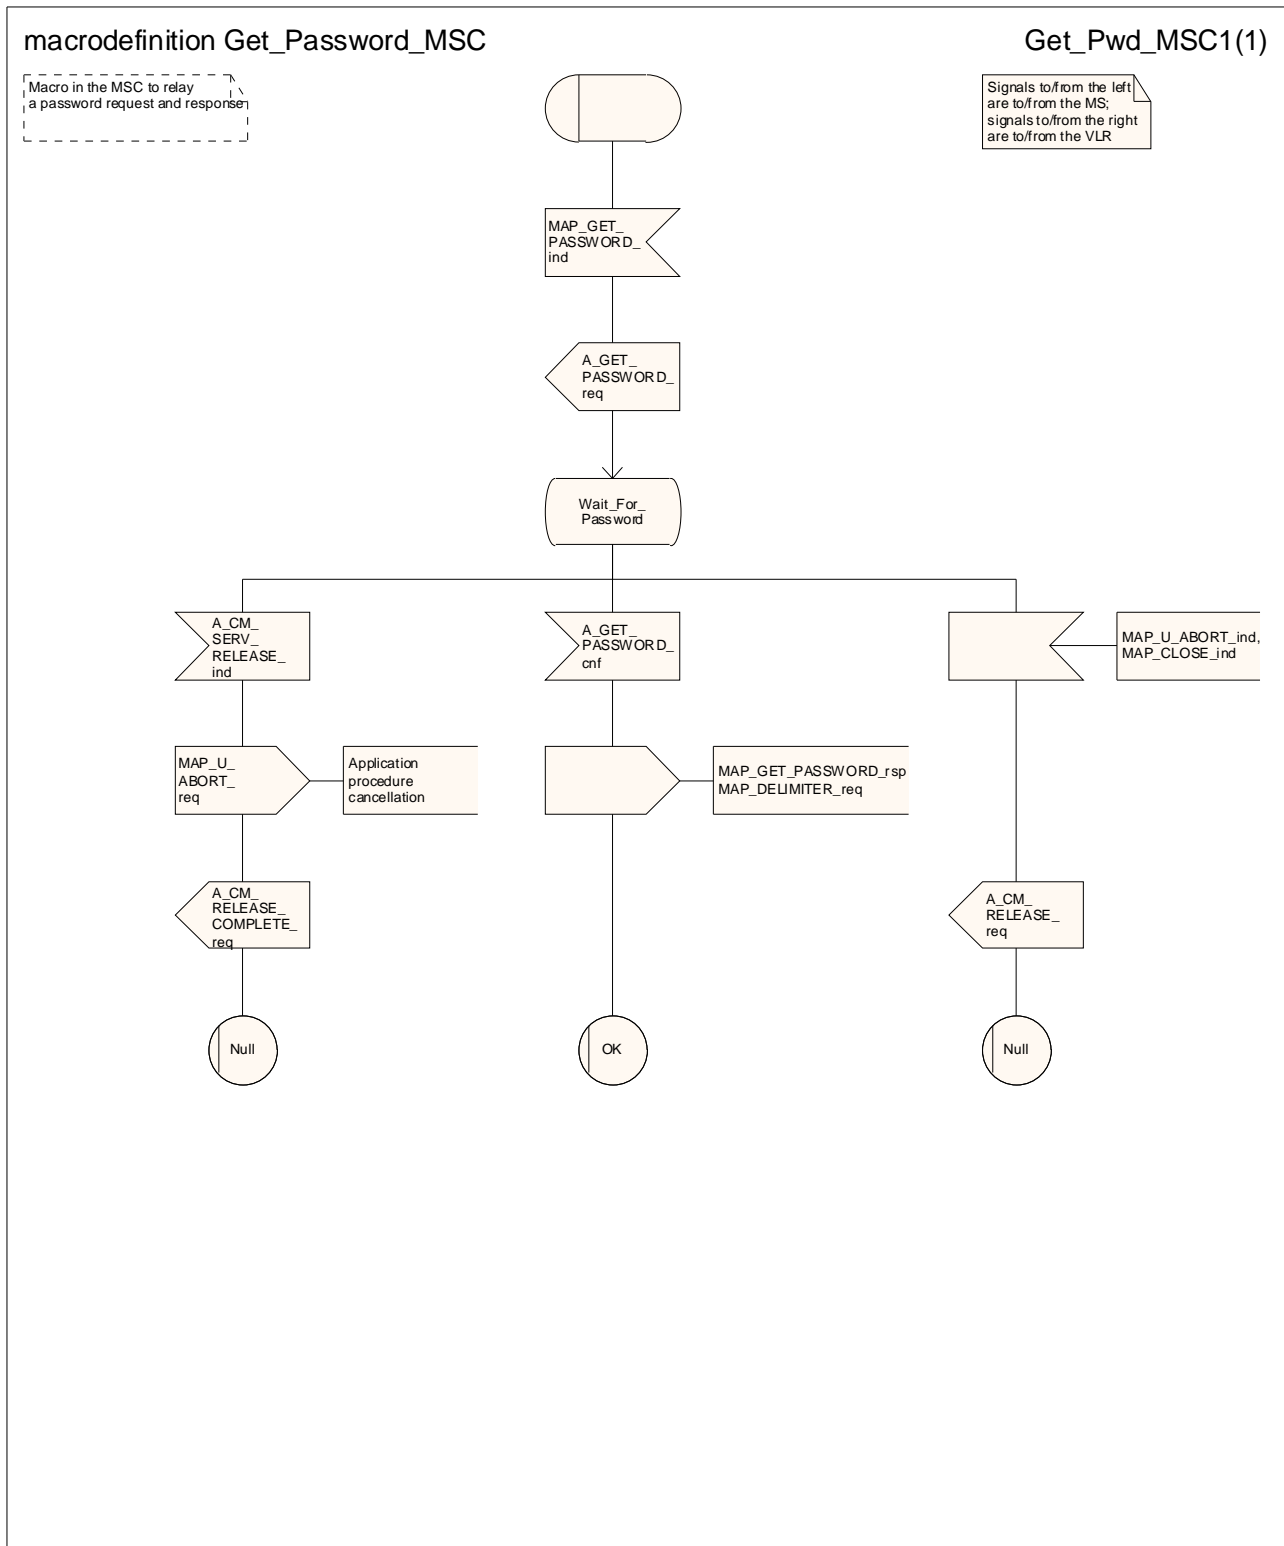 macrodefinition Get_Password_MSC
Get_Pwd_MSC1(1)
Macro in the MSC to relay
a password request and response
Signals to/from the left
are to/from the MS;
signals to/from the right
are to/from the VLR
MAP_GET_
PASSWORD_
ind
A_GET_
PASSWORD_
req
Wait_For_
Password
A_CM_
SERV_
RELEASE_
ind
A_GET_
PASSWORD_
cnf
MAP_U_ABORT_ind,
MAP_CLOSE_ind
MAP_U_
ABORT_
req
Application
procedure
cancellation
MAP_GET_PASSWORD_rsp
MAP_DELIMITER_req
A_CM_
RELEASE_
COMPLETE_
req
A_CM_
RELEASE_
req
Null
OK
Null